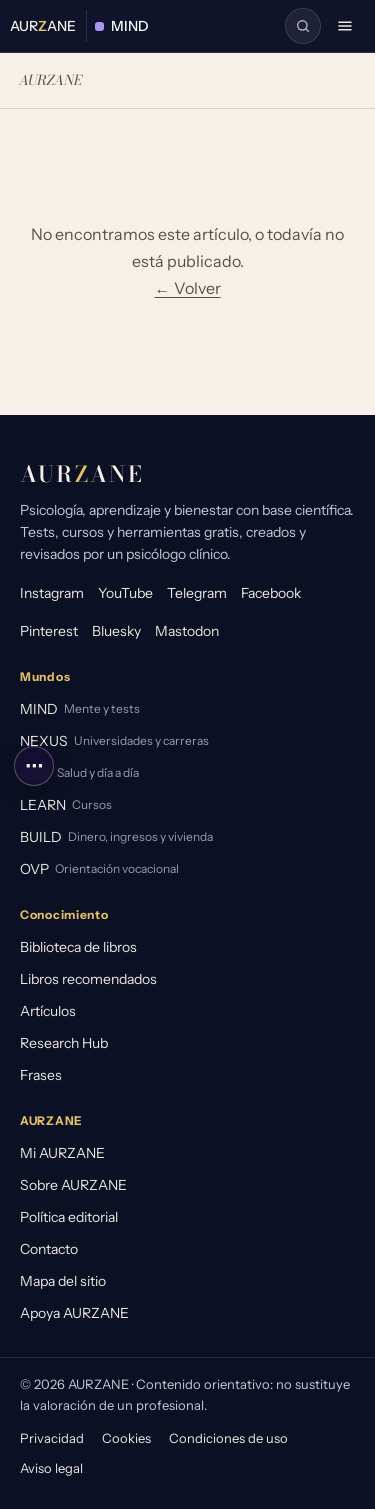 AURZANE MIND
AURZANE
No encontramos este artículo, o todavía no
está publicado.
← Volver
AURZANE
Psicología, aprendizaje y bienestar con base científica.
Tests, cursos y herramientas gratis, creados y
revisados por un psicólogo clínico.
Instagram YouTube Telegram Facebook
Pinterest Bluesky Mastodon
Mundos
MIND Mente y tests
NEXUS Universidades y carreras
Salud y día a día
LEARN Cursos
BUILD Dinero, ingresos y vivienda
OVP Orientación vocacional
Conocimiento
Biblioteca de libros
Libros recomendados
Artículos
Research Hub
Frases
AURZANE
Mi AURZANE
Sobre AURZANE
Política editorial
Contacto
Mapa del sitio
Apoya AURZANE
© 2026 AURZANE · Contenido orientativo: no sustituye
la valoración de un profesional.
Privacidad Cookies Condiciones de uso
Aviso legal